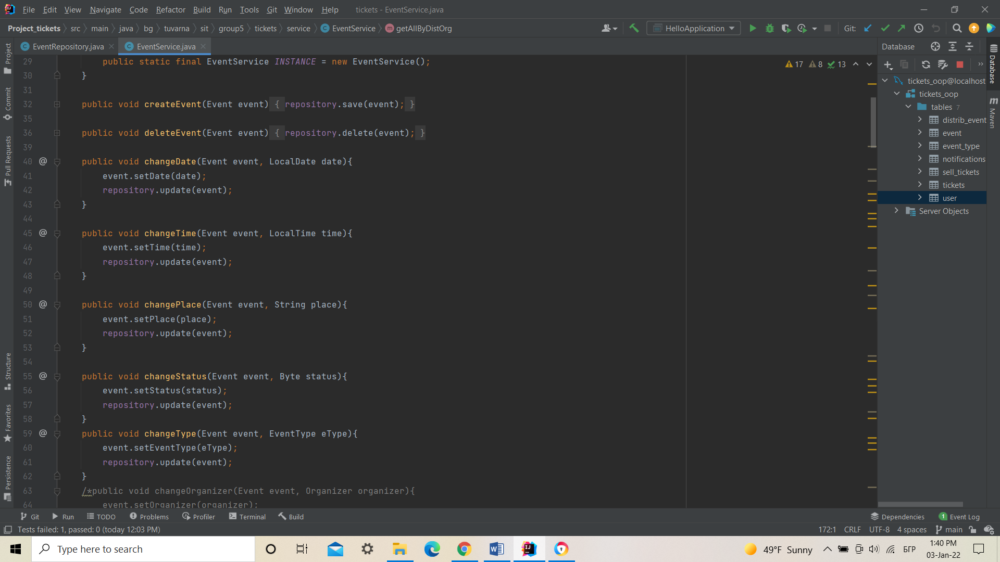 File Edit View Navigate Code Refactor Build Run Tools Git Window Help tickets - EventService.java
Project_tickets src main java bg tuvarna sit group5 tickets service EventService getAllByDistOrg HelloApplication Git:
EventRepository.java EventService.java
Database
17 8 13
29 public static final EventService INSTANCE = new EventService();
30 }
31
32 public void createEvent(Event event) { repository.save(event); }
35
36 public void deleteEvent(Event event) { repository.delete(event); }
39
40 @ public void changeDate(Event event, LocalDate date){
41 event.setDate(date);
42 repository.update(event);
43 }
44
45 @ public void changeTime(Event event, LocalTime time){
46 event.setTime(time);
47 repository.update(event);
48 }
49
50 @ public void changePlace(Event event, String place){
51 event.setPlace(place);
52 repository.update(event);
53 }
54
55 @ public void changeStatus(Event event, Byte status){
56 event.setStatus(status);
57 repository.update(event);
58 }
59 @ public void changeType(Event event, EventType eType){
60 event.setEventType(eType);
61 repository.update(event);
62 }
63 /*public void changeOrganizer(Event event, Organizer organizer){
64 event.setOrganizer(organizer);
tickets_oop@localhost
tickets_oop
tables 7
distrib_event
event
event_type
notifications
sell_tickets
tickets
user
Server Objects
Project
Commit
Pull Requests
Structure
Favorites
Persistence
Database
m Maven
Git Run TODO Problems Profiler Terminal Build Dependencies 1 Event Log
Tests failed: 1, passed: 0 (today 12:03 PM) 172:1 CRLF UTF-8 4 spaces main
Type here to search 49°F Sunny БГР 1:40 PM
03-Jan-22